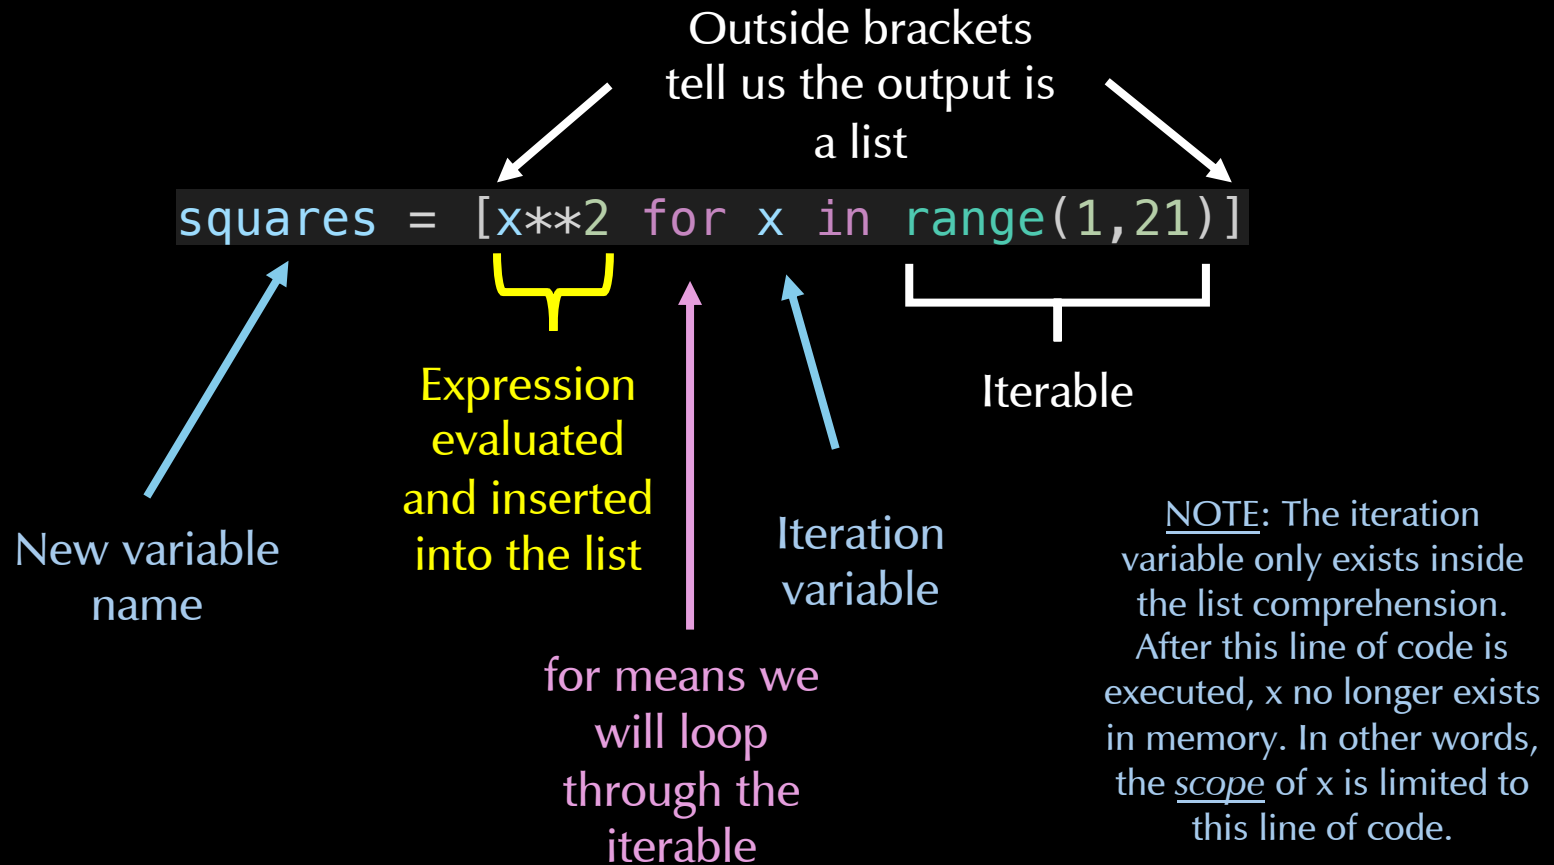 Outside brackets
tell us the output is
a list
squares = [x**2 for x in range(1,21)]
Expression
evaluated
and inserted
into the list
Iterable
New variable
name
Iteration
variable
for means we
will loop
through the
iterable
NOTE: The iteration
variable only exists inside
the list comprehension.
After this line of code is
executed, x no longer exists
in memory. In other words,
the scope of x is limited to
this line of code.